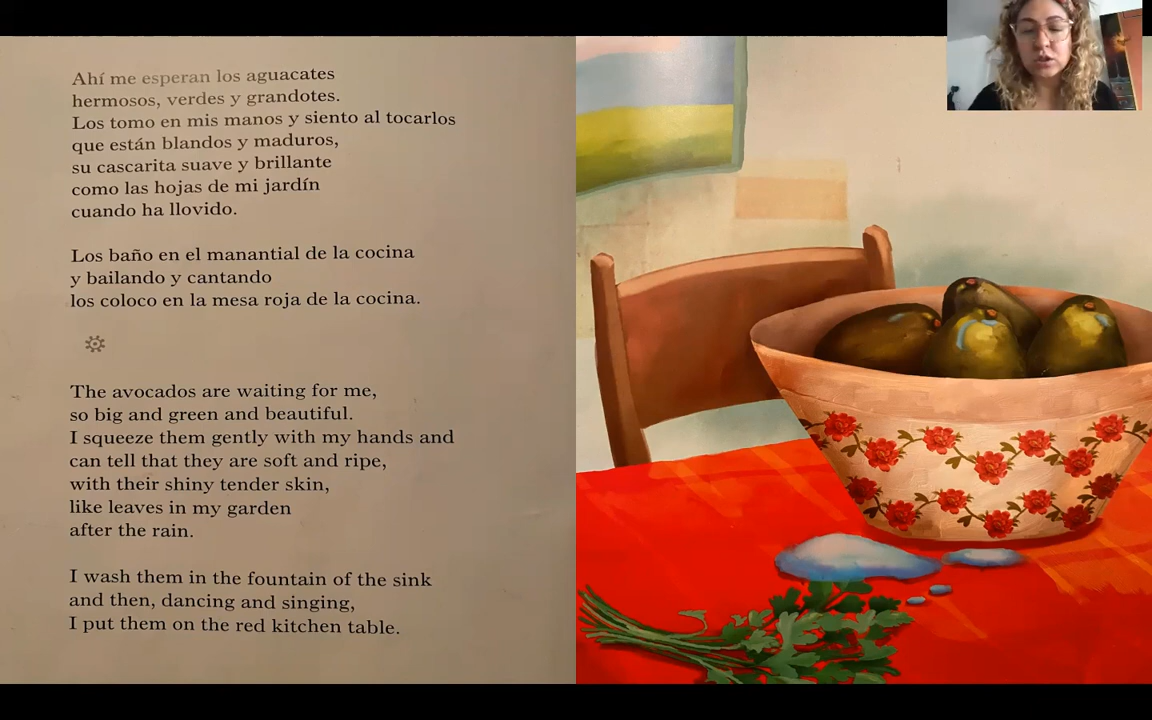 Ahí me esperan los aguacates
hermosos, verdes y grandotes.
Los tomo en mis manos y siento al tocarlos
que están blandos y maduros,
su cascarita suave y brillante
como las hojas de mi jardín
cuando ha llovido.
Los baño en el manantial de la cocina
y bailando y cantando
los coloco en la mesa roja de la cocina.
The avocados are waiting for me,
so big and green and beautiful.
I squeeze them gently with my hands and
can tell that they are soft and ripe,
with their shiny tender skin,
like leaves in my garden
after the rain.
I wash them in the fountain of the sink
and then, dancing and singing,
I put them on the red kitchen table.